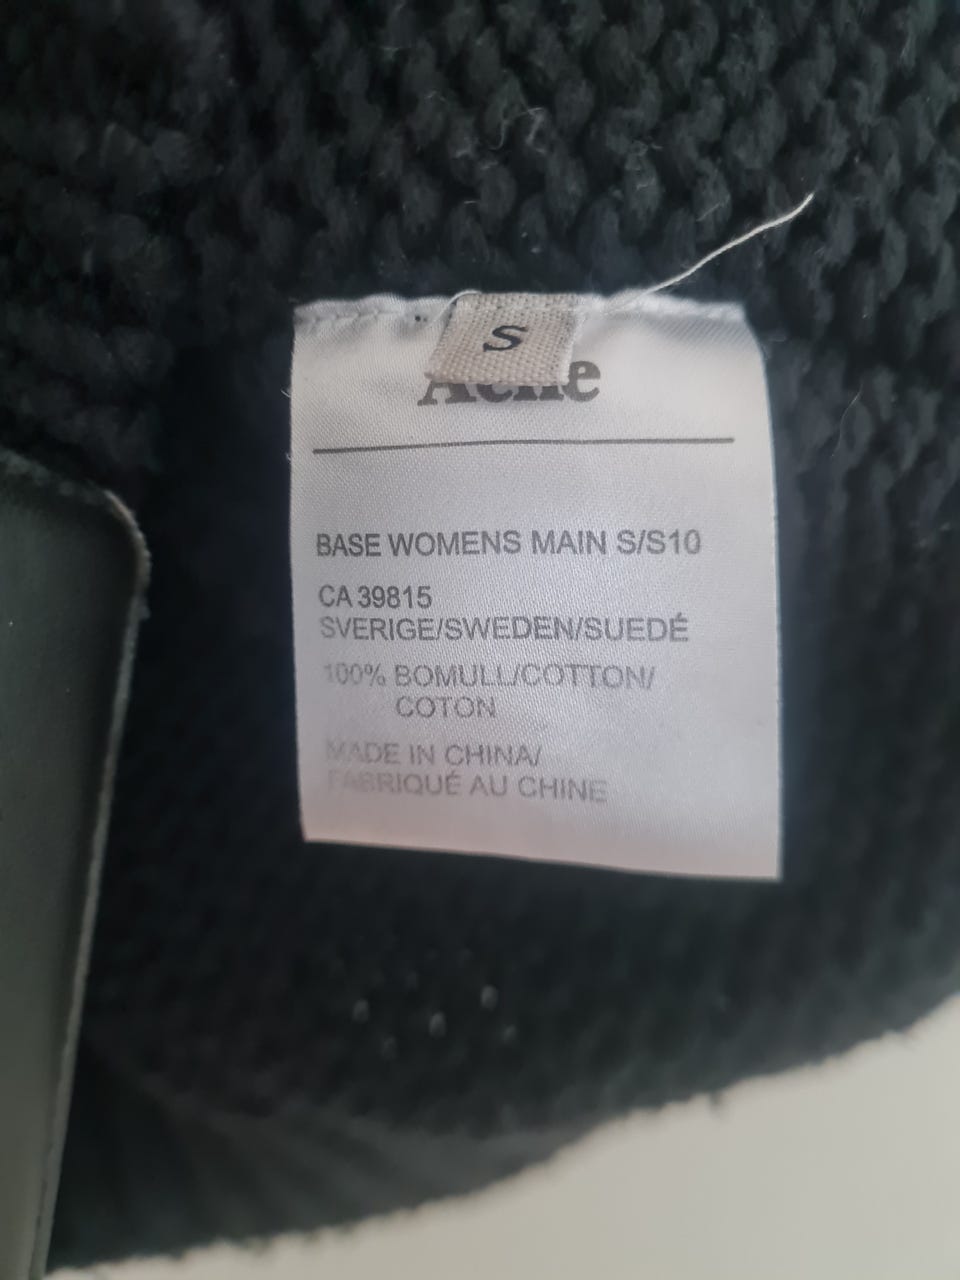 S
Acne
BASE WOMENS MAIN S/S10
CA 39815
SVERIGE/SWEDEN/SUEDÉ
100% BOMULL/COTTON/
COTON
MADE IN CHINA/
FABRIQUÉ AU CHINE